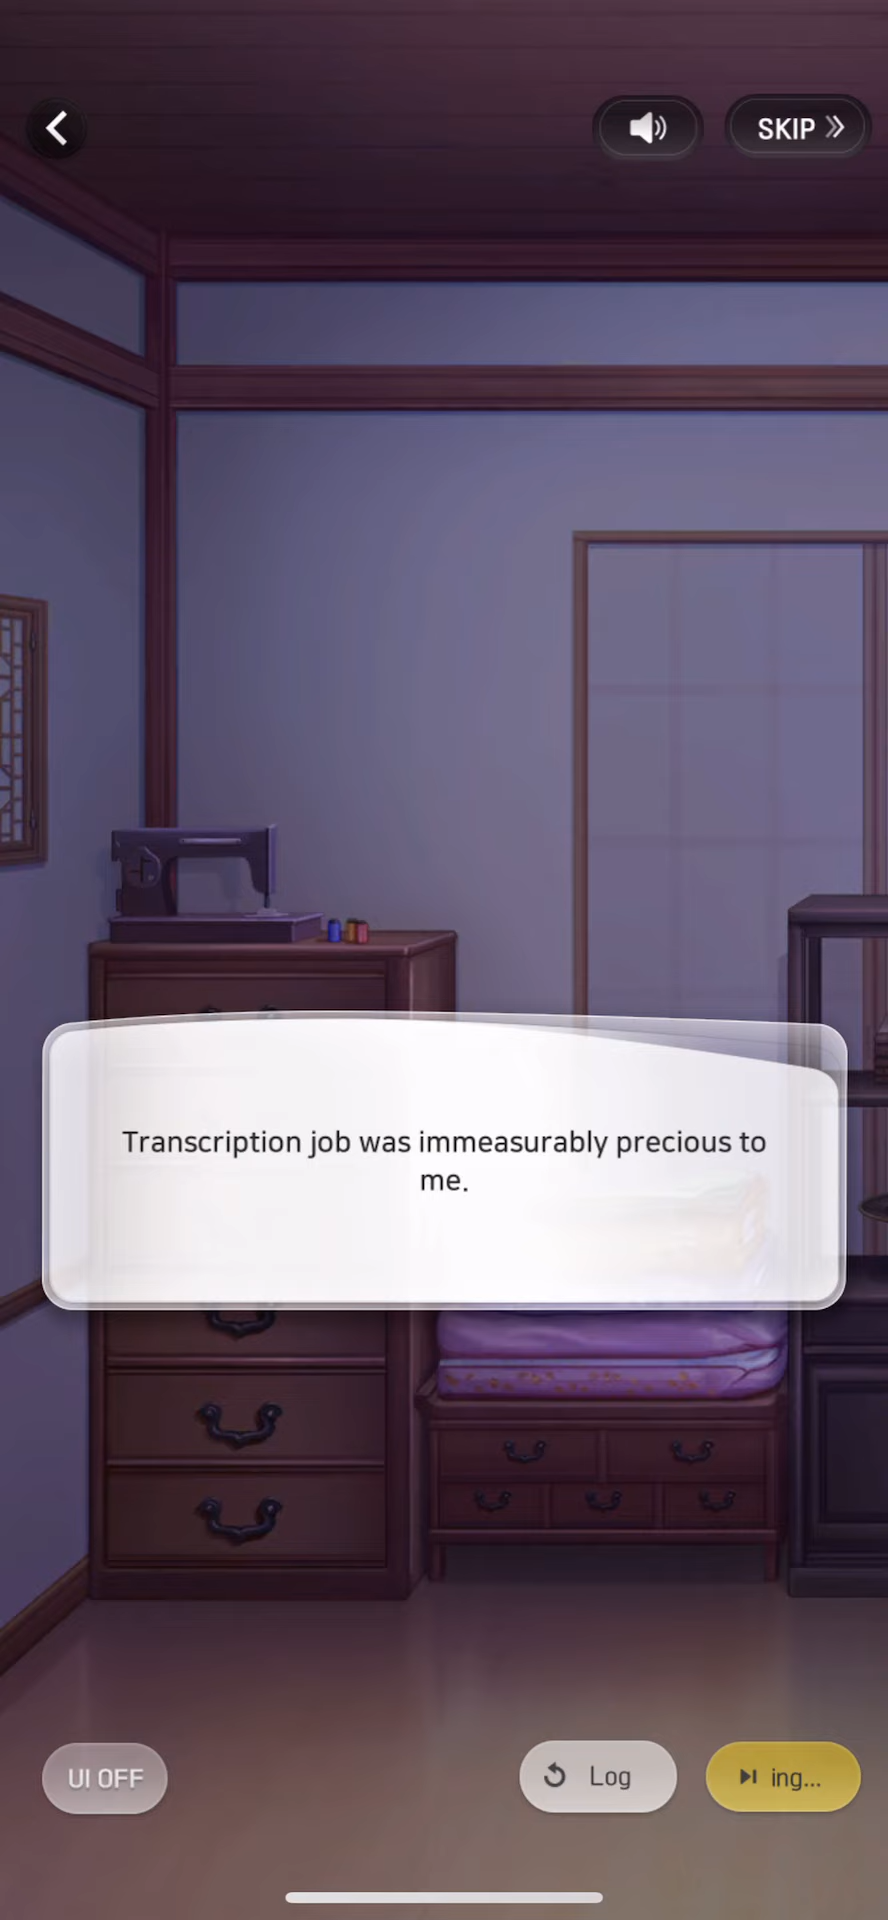 SKIP
Transcription job was immeasurably precious to
me.
UI OFF
Log
ing...